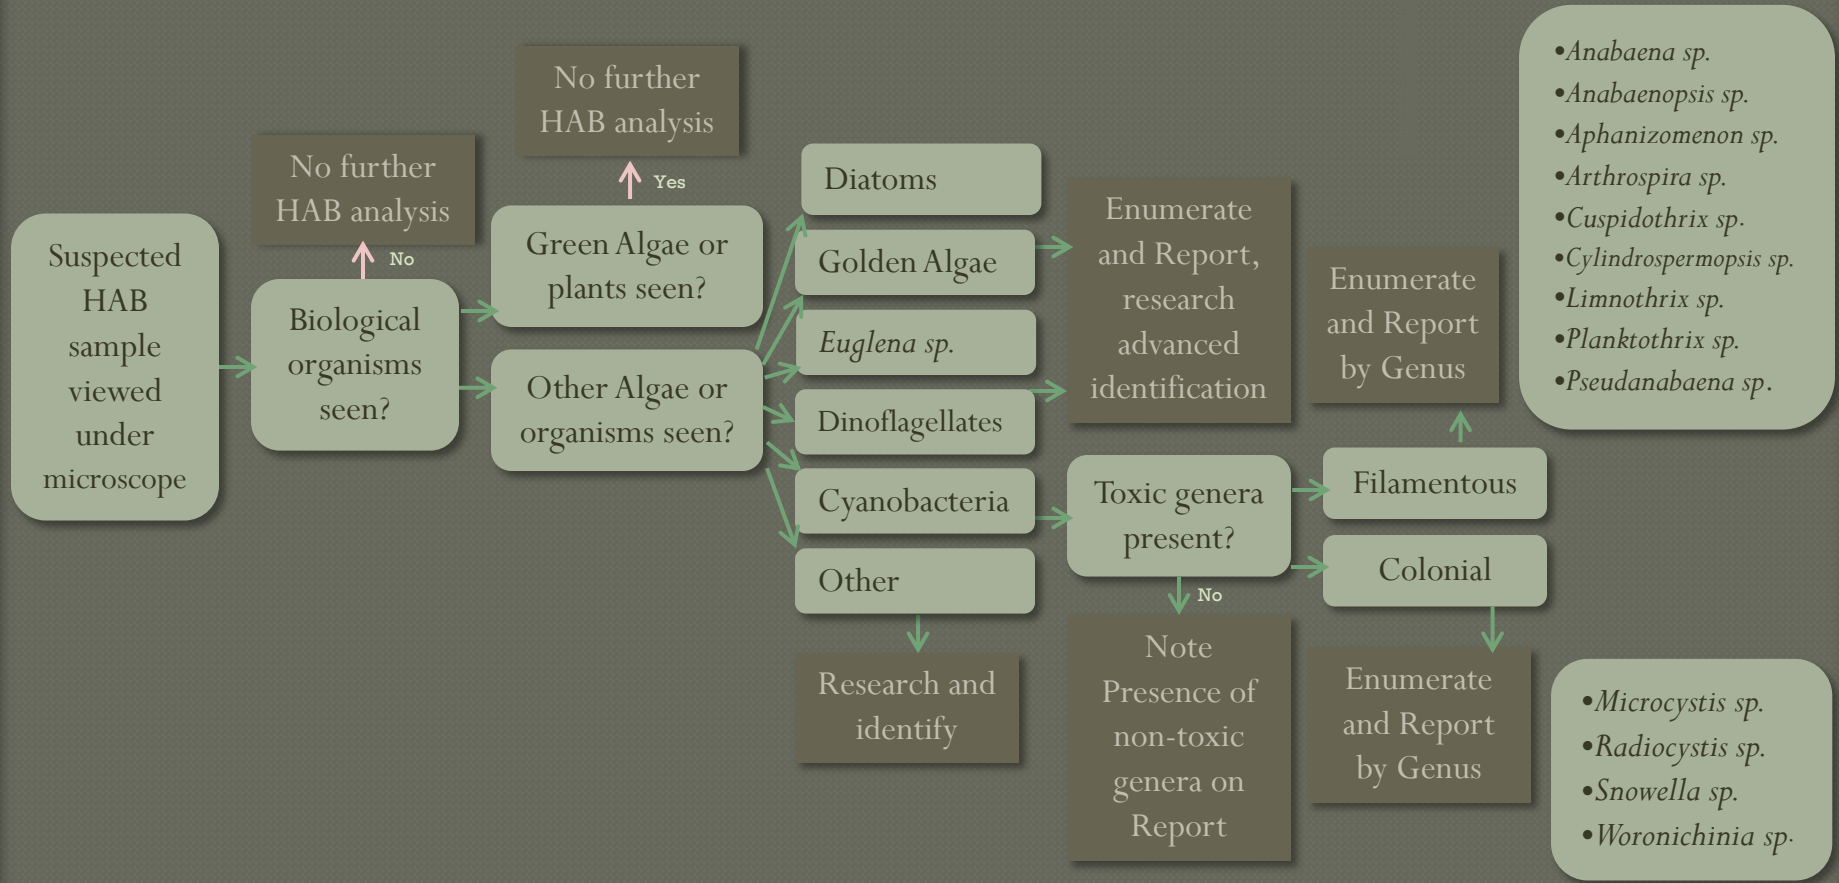 Suspected
HAB
sample
viewed
under
microscope
No further
HAB analysis
No
Biological
organisms
seen?
No further
HAB analysis
Yes
Green Algae or
plants seen?
Other Algae or
organisms seen?
Diatoms
Golden Algae
Euglena sp.
Dinoflagellates
Cyanobacteria
Other
Research and
identify
Enumerate
and Report,
research
advanced
identification
Toxic genera
present?
No
Note
Presence of
non-toxic
genera on
Report
Enumerate
and Report
by Genus
Filamentous
Colonial
Enumerate
and Report
by Genus
•Anabaena sp.
•Anabaenopsis sp.
•Aphanizomenon sp.
•Arthrospira sp.
•Cuspidothrix sp.
•Cylindrospermopsis sp.
•Limnothrix sp.
•Planktothrix sp.
•Pseudanabaena sp.
•Microcystis sp.
•Radiocystis sp.
•Snowella sp.
•Woronichinia sp.